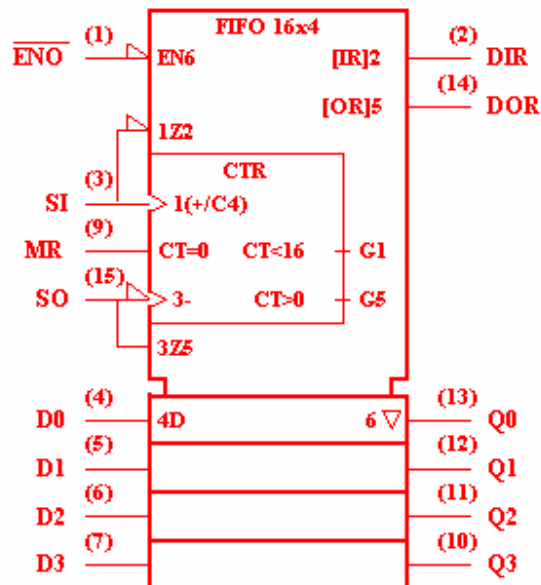 FIFO 16x4
(1)
ENO
EN6
[IR]2
(2)
DIR
[OR]5
(14)
DOR
1Z2
CTR
(3)
SI
1(+/C4)
(9)
MR
CT=0
CT<16
G1
(15)
SO
3-
CT>0
G5
3Z5
(4)
D0
4D
6 ▽
(13)
Q0
(5)
D1
(12)
Q1
(6)
D2
(11)
Q2
(7)
D3
(10)
Q3